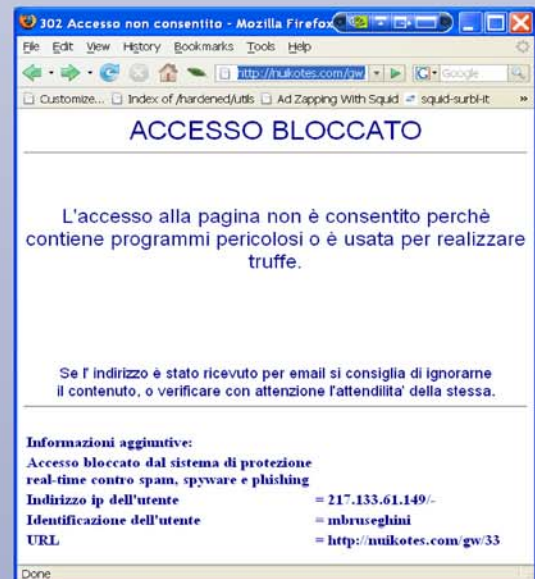 302 Accesso non consentito - Mozilla Firefox
File Edit View History Bookmarks Tools Help
http://nuikotes.com/gw Google
Customize... Index of /hardened/utils Ad Zapping With Squid squid-surbl-it »
ACCESSO BLOCCATO
L'accesso alla pagina non è consentito perchè
contiene programmi pericolosi o è usata per realizzare
truffe.
Se l' indirizzo è stato ricevuto per email si consiglia di ignorarne
il contenuto, o verificare con attenzione l'attendilita' della stessa.
Informazioni aggiuntive:
Accesso bloccato dal sistema di protezione
real-time contro spam, spyware e phishing
Indirizzo ip dell'utente = 217.133.61.149/-
Identificazione dell'utente = mbruseghini
URL = http://nuikotes.com/gw/33
Done